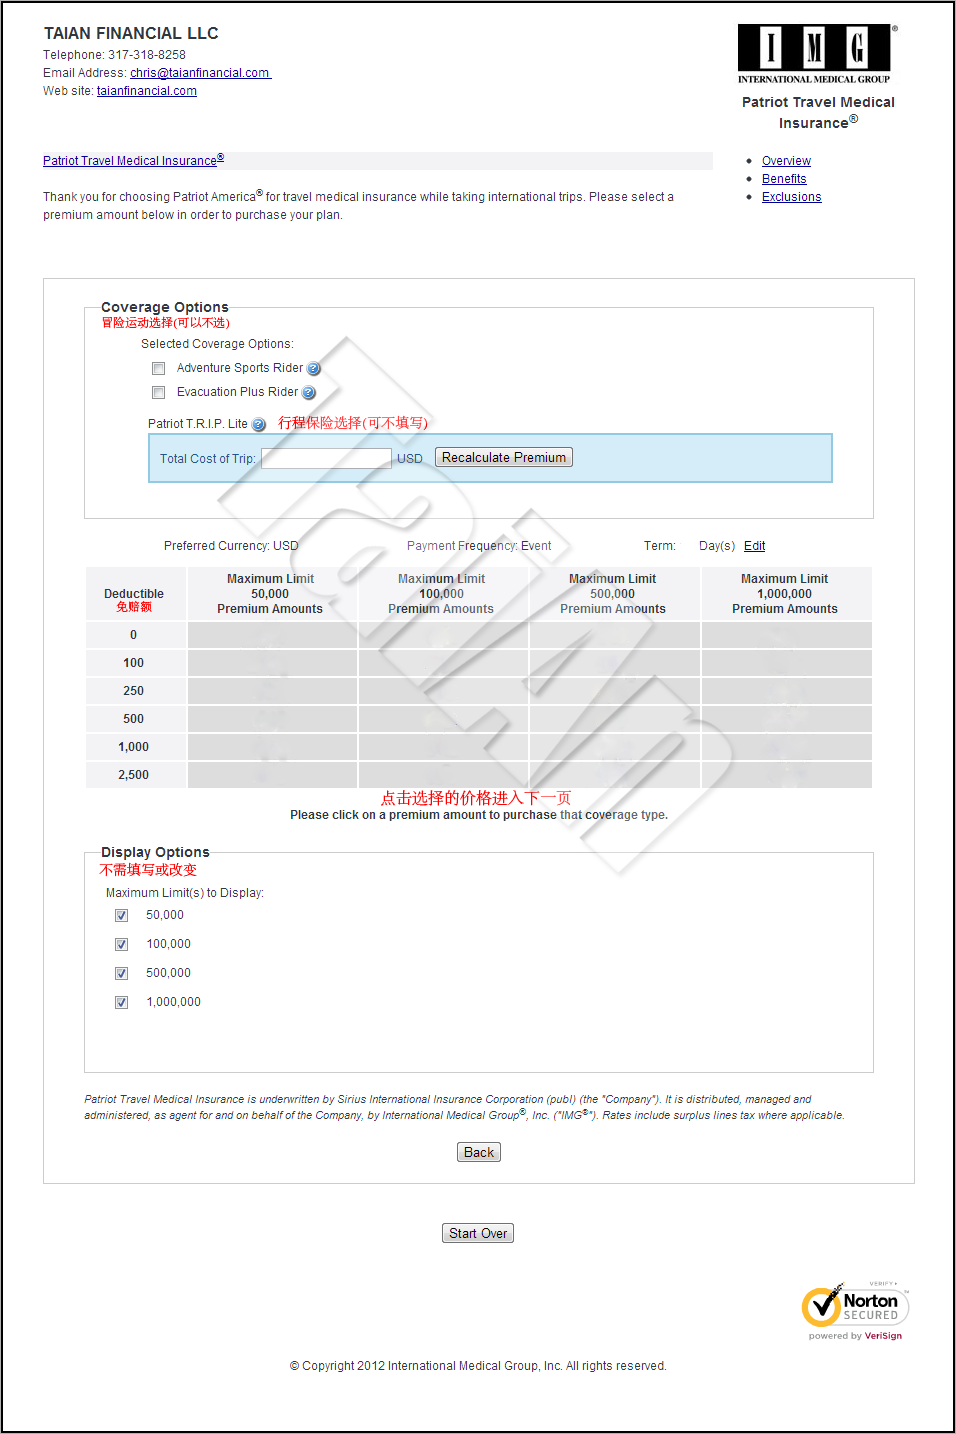 TAIAN FINANCIAL LLC
Telephone: 317-318-8258
Email Address: chris@taianfinancial.com
Web site: taianfinancial.com
IMG®
INTERNATIONAL MEDICAL GROUP
Patriot Travel Medical
Insurance®
Patriot Travel Medical Insurance®
Overview
Benefits
Exclusions
Thank you for choosing Patriot America® for travel medical insurance while taking international trips. Please select a
premium amount below in order to purchase your plan.
Coverage Options
冒险运动选择(可以不选)
Selected Coverage Options:
Adventure Sports Rider ?
Evacuation Plus Rider ?
Patriot T.R.I.P. Lite ? 行程保险选择(可不填写)
Total Cost of Trip: USD Recalculate Premium
Preferred Currency: USD Payment Frequency: Event Term: Day(s) Edit
Deductible
免赔额
Maximum Limit
50,000
Premium Amounts
Maximum Limit
100,000
Premium Amounts
Maximum Limit
500,000
Premium Amounts
Maximum Limit
1,000,000
Premium Amounts
0
100
250
500
1,000
2,500
TaiAn
点击选择的价格进入下一页
Please click on a premium amount to purchase that coverage type.
Display Options
不需填写或改变
Maximum Limit(s) to Display:
50,000
100,000
500,000
1,000,000
Patriot Travel Medical Insurance is underwritten by Sirius International Insurance Corporation (publ) (the "Company"). It is distributed, managed and
administered, as agent for and on behalf of the Company, by International Medical Group®, Inc. ("IMG®"). Rates include surplus lines tax where applicable.
Back
Start Over
VERIFY
Norton
SECURED
powered by VeriSign
© Copyright 2012 International Medical Group, Inc. All rights reserved.